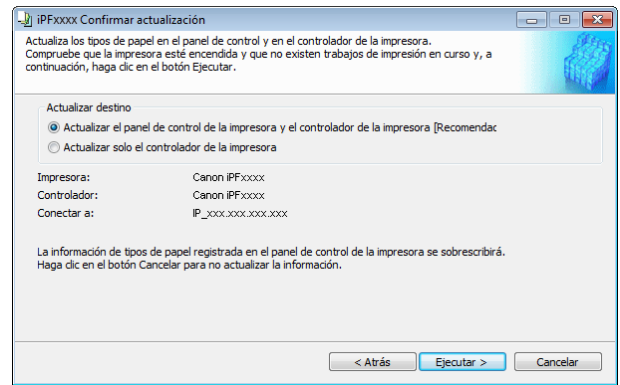 iPFxxxx Confirmar actualización
Actualiza los tipos de papel en el panel de control y en el controlador de la impresora.
Compruebe que la impresora esté encendida y que no existen trabajos de impresión en curso y, a
continuación, haga clic en el botón Ejecutar.
Actualizar destino
Actualizar el panel de control de la impresora y el controlador de la impresora [Recomendac
Actualizar solo el controlador de la impresora
Impresora: Canon iPFxxxx
Controlador: Canon iPFxxxx
Conectar a: IP_xxx.xxx.xxx.xxx
La información de tipos de papel registrada en el panel de control de la impresora se sobrescribirá.
Haga clic en el botón Cancelar para no actualizar la información.
< Atrás Ejecutar > Cancelar